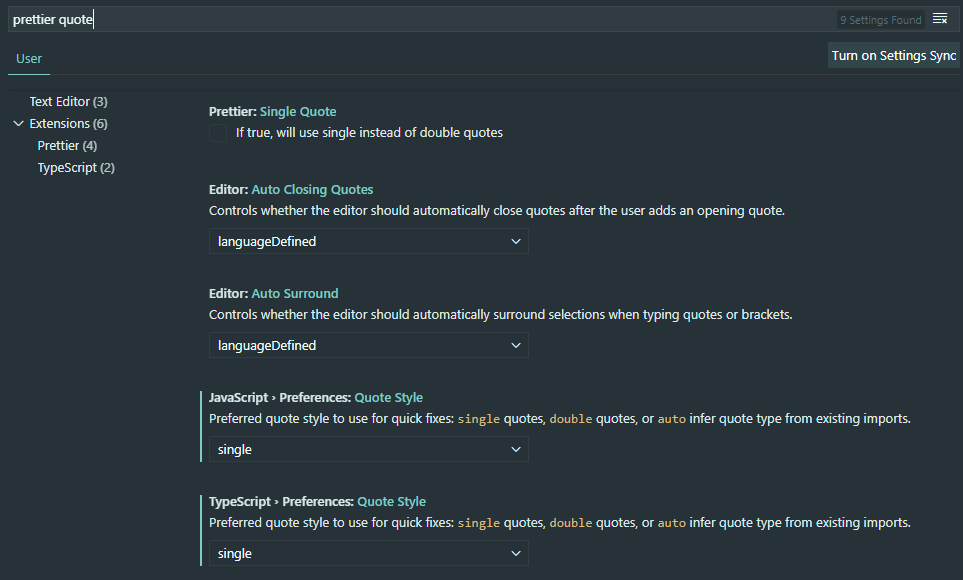 prettier quote
9 Settings Found
User
Turn on Settings Sync
Text Editor (3)
Extensions (6)
Prettier (4)
TypeScript (2)
Prettier: Single Quote
If true, will use single instead of double quotes
Editor: Auto Closing Quotes
Controls whether the editor should automatically close quotes after the user adds an opening quote.
languageDefined
Editor: Auto Surround
Controls whether the editor should automatically surround selections when typing quotes or brackets.
languageDefined
JavaScript › Preferences: Quote Style
Preferred quote style to use for quick fixes: single quotes, double quotes, or auto infer quote type from existing imports.
single
TypeScript › Preferences: Quote Style
Preferred quote style to use for quick fixes: single quotes, double quotes, or auto infer quote type from existing imports.
single